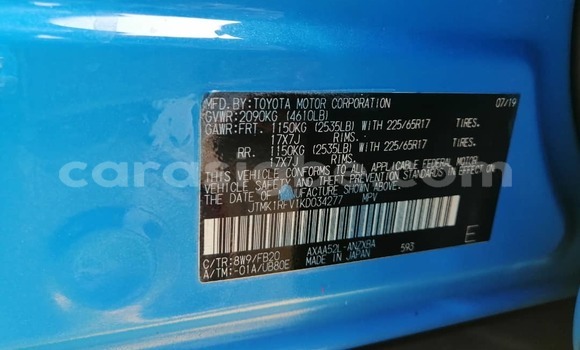 MFD.BY:TOYOTA MOTOR CORPORATION 07/19
GVWR:2090KG (4610LB)
GAWR:FRT. 1150KG (2535LB) WITH 225/65R17 TIRES.
17X7J RIMS.
RR. 1150KG (2535LB) WITH 225/65R17 TIRES.
17X7J RIMS.
THIS VEHICLE CONFORMS TO ALL APPLICABLE FEDERAL MOTOR
VEHICLE SAFETY AND THEFT PREVENTION STANDARDS IN EFFECT ON
THE DATE OF MANUFACTURE SHOWN ABOVE.
JTMK1RFV1KD034277 MPV
C/TR:8W9/FB20 AXAA52L-ANZXBA 593 E
A/TM:-01A/UB80E MADE IN JAPAN